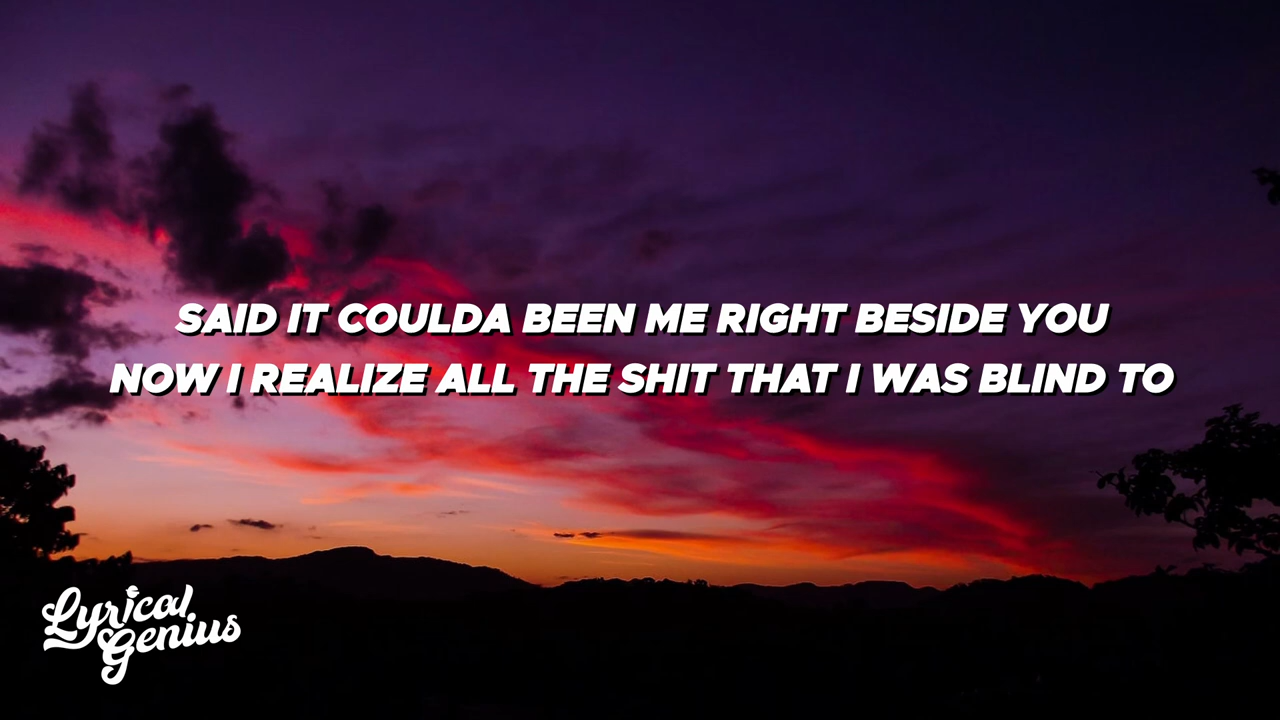 SAID IT COULDA BEEN ME RIGHT BESIDE YOU
NOW I REALIZE ALL THE SHIT THAT I WAS BLIND TO
Lyrical
Genius